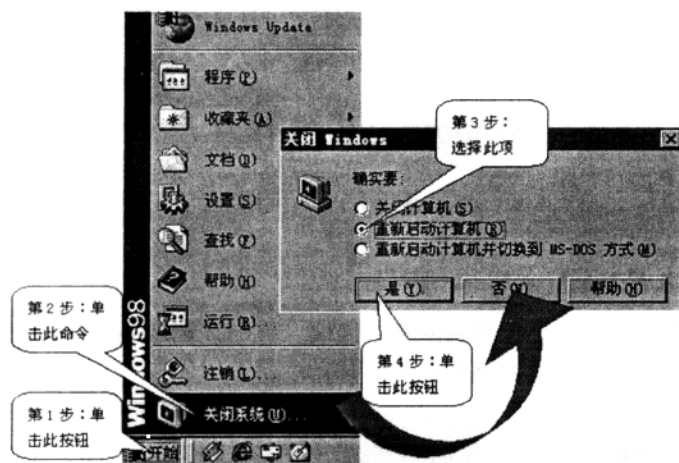 Windows Update
程序(P)
收藏夹(A)
文档(D)
设置(S)
查找(F)
帮助(H)
运行(R)...
注销(L)...
关闭系统(U)...
开始
Windows98
关闭 Windows
确实要:
关闭计算机(S)
重新启动计算机(R)
重新启动计算机并切换到 MS-DOS 方式(M)
是(Y)
否(N)
帮助(H)
第1步：单
击此按钮
第2步：单
击此命令
第3步：
选择此项
第4步：单
击此按钮